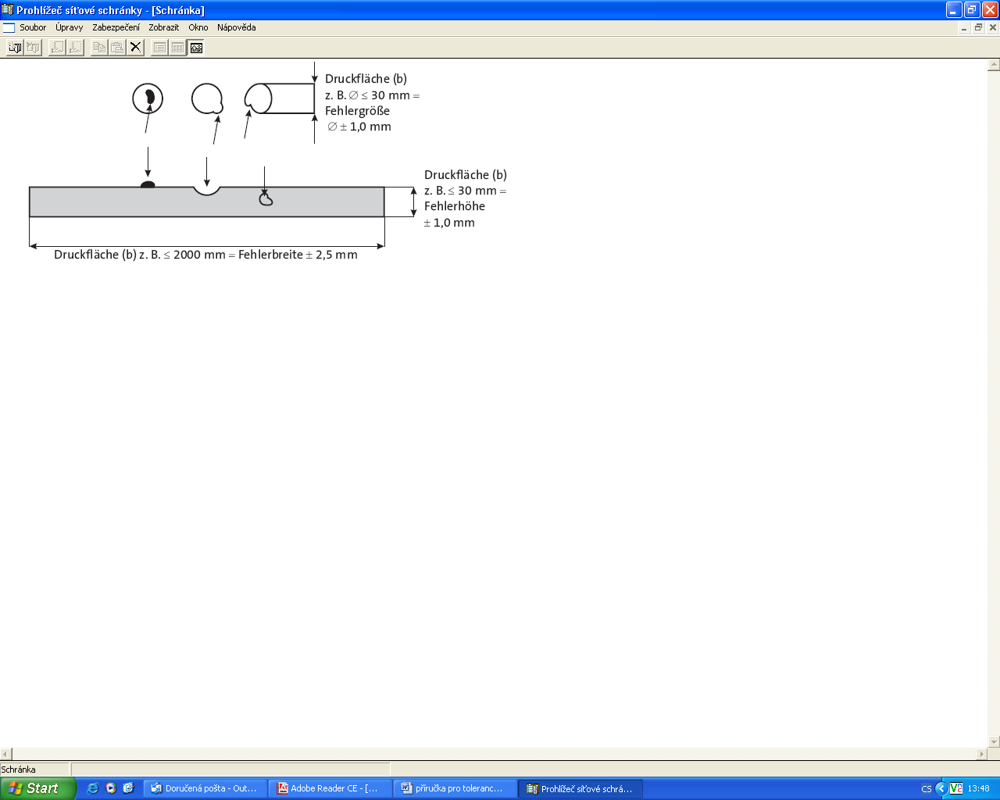 Prohlížeč síťové schránky - [Schránka]
Soubor Úpravy Zabezpečení Zobrazit Okno Nápověda
Druckfläche (b)
z. B. ∅ ≤ 30 mm =
Fehlergröße
∅ ± 1,0 mm
Druckfläche (b)
z. B. ≤ 30 mm =
Fehlerhöhe
± 1,0 mm
Druckfläche (b) z. B. ≤ 2000 mm = Fehlerbreite ± 2,5 mm
Schránka
Start
Doručená pošta - Out...
Adobe Reader CE - [...
příručka pro toleranc...
Prohlížeč síťové schrá...
CS
13:48